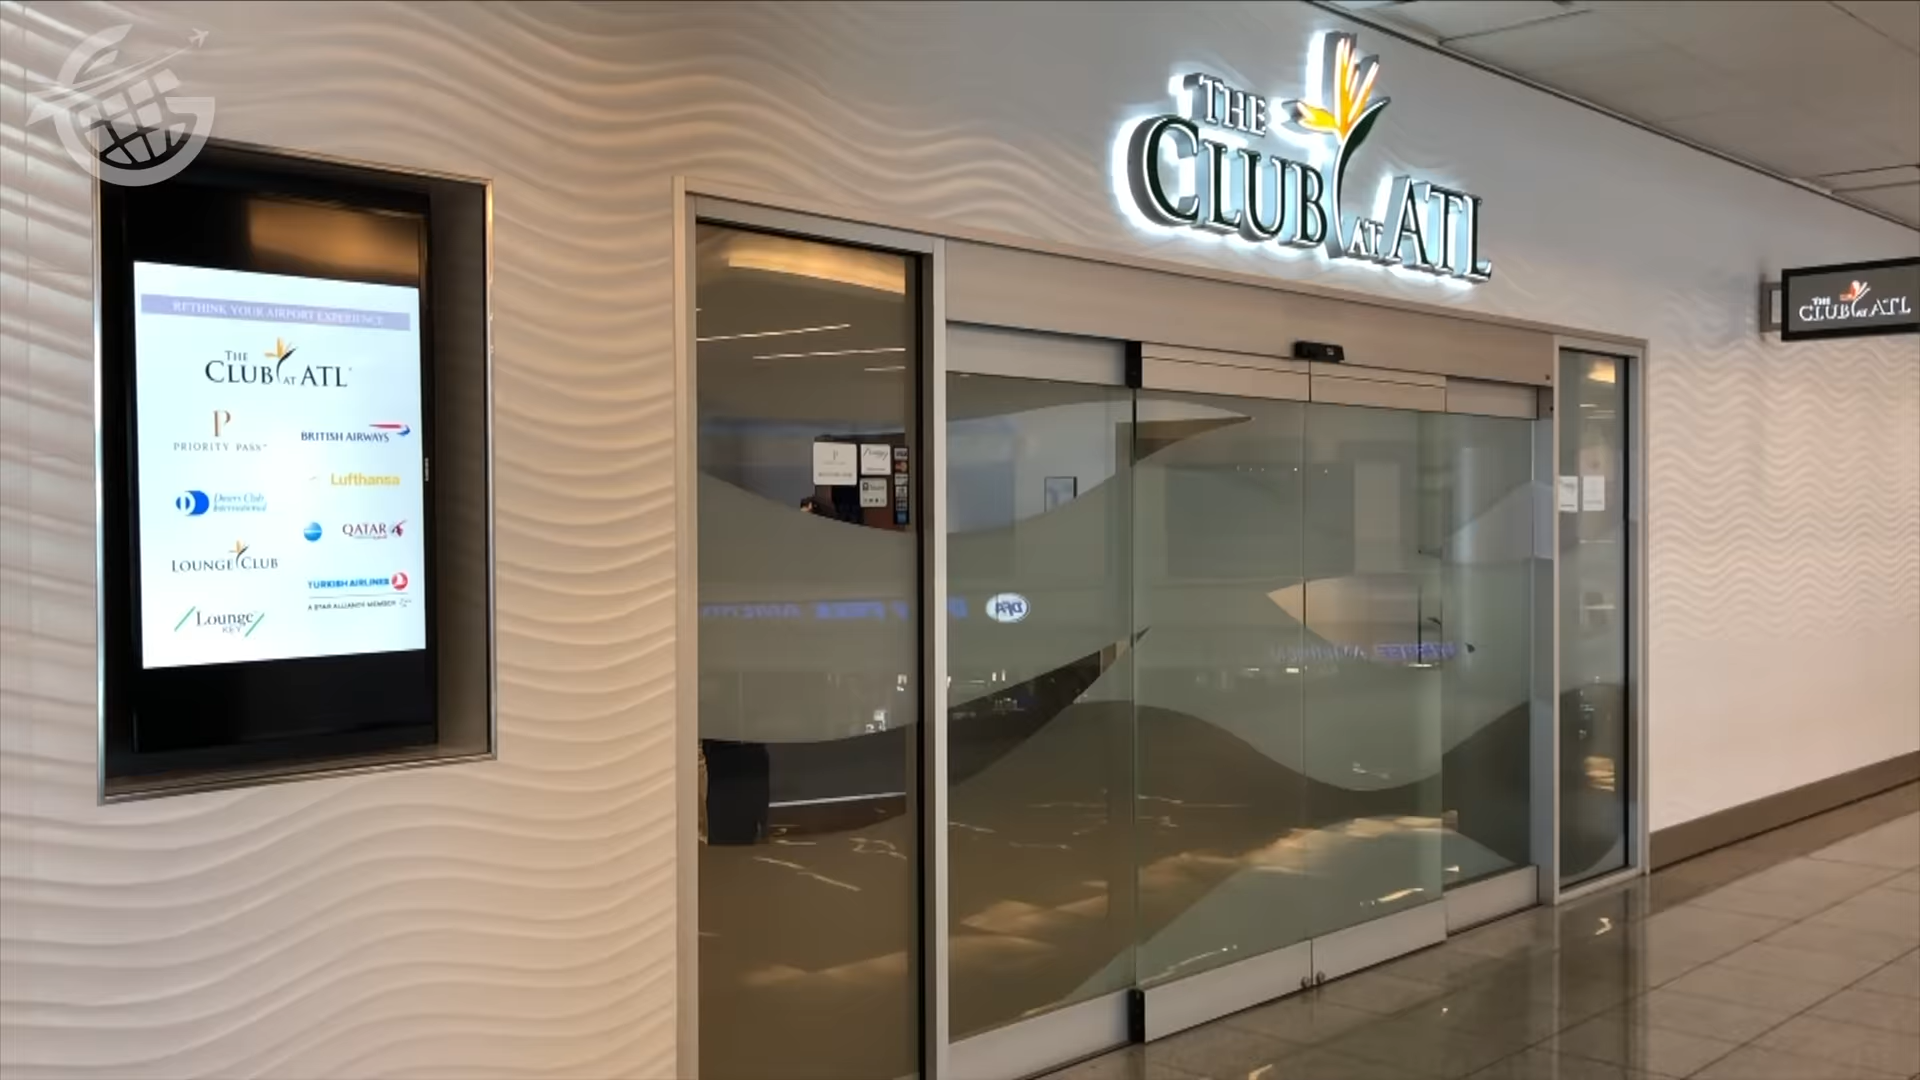 THE
CLUB AT ATL
THE
CLUB AT ATL
RETHINK YOUR AIRPORT EXPERIENCE
THE
CLUB AT ATL
P
PRIORITY PASS
BRITISH AIRWAYS
Lufthansa
Diners Club
International
QATAR
LOUNGE CLUB
TURKISH AIRLINES
A STAR ALLIANCE MEMBER
Lounge
KEY
DFA